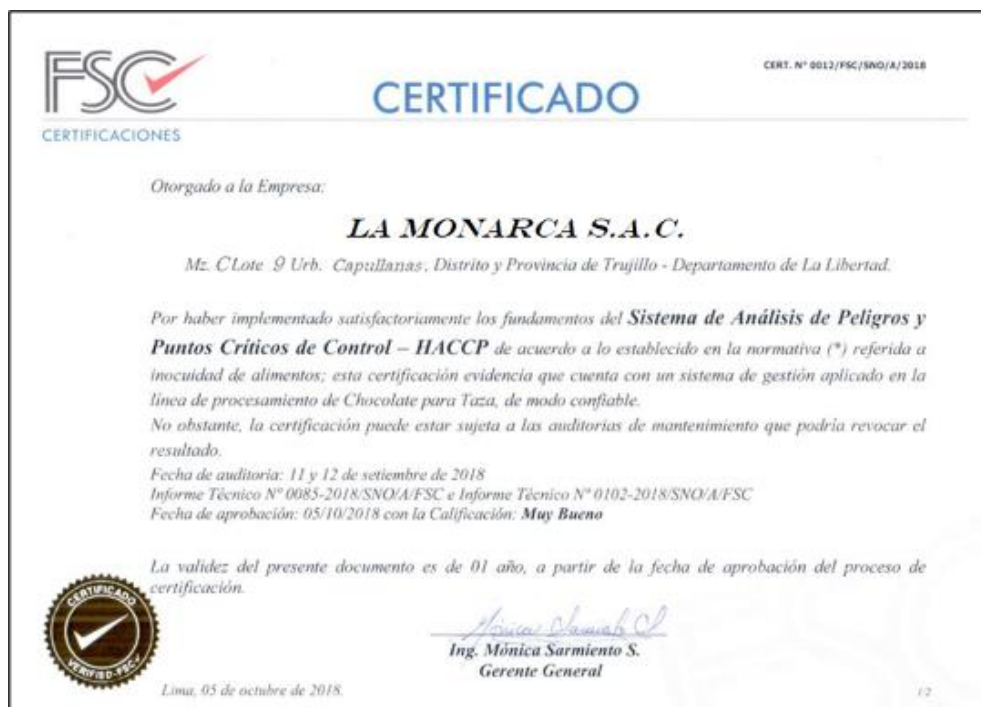 FSC
CERTIFICACIONES
CERT. Nº 0012/FSC/SNO/A/2018
CERTIFICADO
Otorgado a la Empresa:
LA MONARCA S.A.C.
Mz. C Lote 9 Urb. Capullanas, Distrito y Provincia de Trujillo - Departamento de La Libertad.
Por haber implementado satisfactoriamente los fundamentos del Sistema de Análisis de Peligros y
Puntos Críticos de Control – HACCP de acuerdo a lo establecido en la normativa (*) referida a
inocuidad de alimentos; esta certificación evidencia que cuenta con un sistema de gestión aplicado en la
línea de procesamiento de Chocolate para Taza, de modo confiable.
No obstante, la certificación puede estar sujeta a las auditorias de mantenimiento que podría revocar el
resultado.
Fecha de auditoria: 11 y 12 de setiembre de 2018
Informe Técnico Nº 0085-2018/SNO/A/FSC e Informe Técnico Nº 0102-2018/SNO/A/FSC
Fecha de aprobación: 05/10/2018 con la Calificación: Muy Bueno
La validez del presente documento es de 01 año, a partir de la fecha de aprobación del proceso de
certificación.
CERTIFICADO
VERIFIED-FSC
Ing. Mónica Sarmiento S.
Gerente General
Lima, 05 de octubre de 2018.
1/2